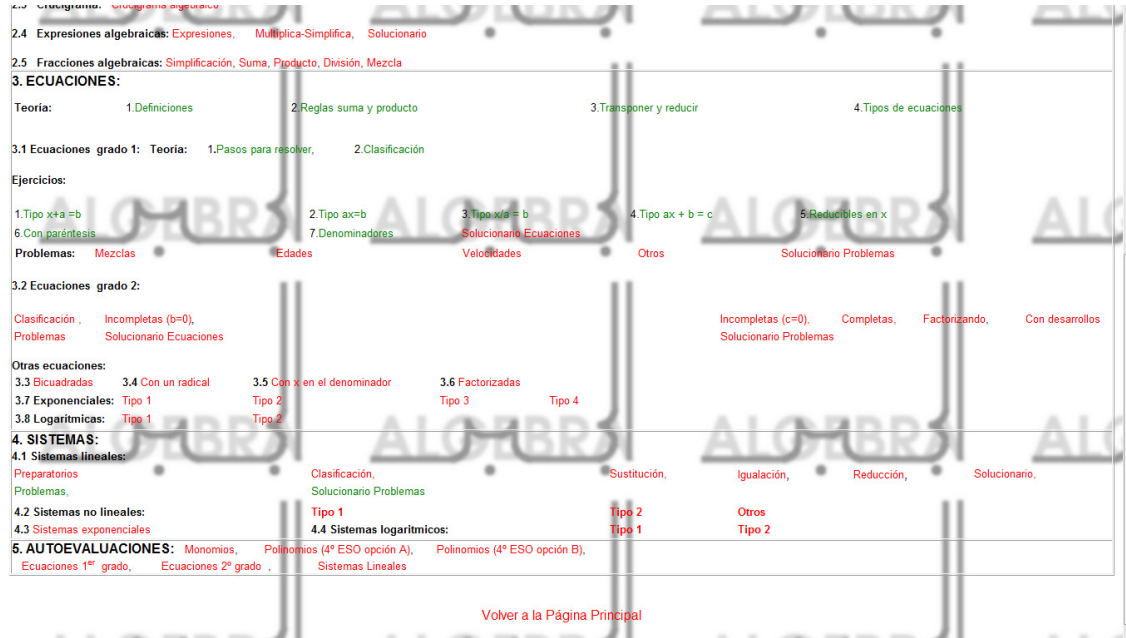 2.3 Crucigrama: Crucigrama algebraico
2.4 Expresiones algebraicas: Expresiones, Multiplica-Simplifica, Solucionario
2.5 Fracciones algebraicas: Simplificación, Suma, Producto, División, Mezcla
3. ECUACIONES:
Teoría: 1.Definiciones 2.Reglas suma y producto 3.Transponer y reducir 4.Tipos de ecuaciones
3.1 Ecuaciones grado 1: Teoría: 1.Pasos para resolver, 2.Clasificación
Ejercicios:
1.Tipo x+a =b 2.Tipo ax=b 3.Tipo x/a = b 4.Tipo ax + b = c 5.Reducibles en x
6.Con paréntesis 7.Denominadores Solucionario Ecuaciones
Problemas: Mezclas Edades Velocidades Otros Solucionario Problemas
3.2 Ecuaciones grado 2:
Clasificación , Incompletas (b=0), Incompletas (c=0), Completas, Factorizando, Con desarrollos
Problemas Solucionario Ecuaciones Solucionario Problemas
Otras ecuaciones:
3.3 Bicuadradas 3.4 Con un radical 3.5 Con x en el denominador 3.6 Factorizadas
3.7 Exponenciales: Tipo 1 Tipo 2 Tipo 3 Tipo 4
3.8 Logarítmicas: Tipo 1 Tipo 2
4. SISTEMAS:
4.1 Sistemas lineales:
Preparatorios Clasificación, Sustitución, Igualación, Reducción, Solucionario,
Problemas, Solucionario Problemas
4.2 Sistemas no lineales: Tipo 1 Tipo 2 Otros
4.3 Sistemas exponenciales 4.4 Sistemas logarítmicos: Tipo 1 Tipo 2
5. AUTOEVALUACIONES: Monomios, Polinomios (4º ESO opción A), Polinomios (4º ESO opción B),
Ecuaciones 1er grado, Ecuaciones 2º grado , Sistemas Lineales
Volver a la Página Principal
ALGEBRA